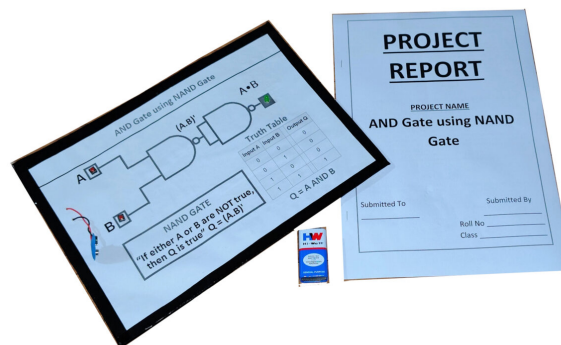 AND Gate using NAND Gate
A
B
(A.B)'
A•B
Truth Table
Input A Input B Output Q
0 0 0
0 1 0
1 0 0
1 1 1
Q = A AND B
NAND GATE
"If either A or B are NOT true,
then Q is true" Q = (A.B)'
HW
PROJECT
REPORT
PROJECT NAME
AND Gate using NAND
Gate
Submitted To
Submitted By
Roll No
Class